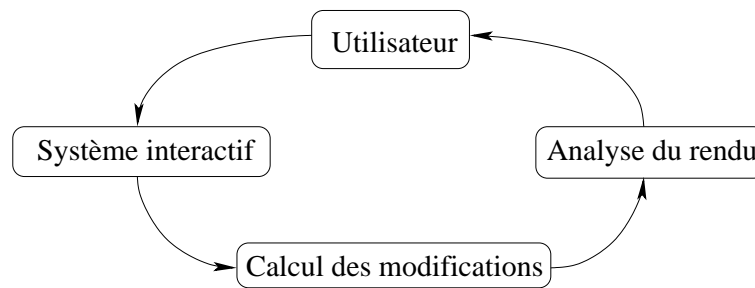 Utilisateur
Système interactif
Analyse du rendu
Calcul des modifications